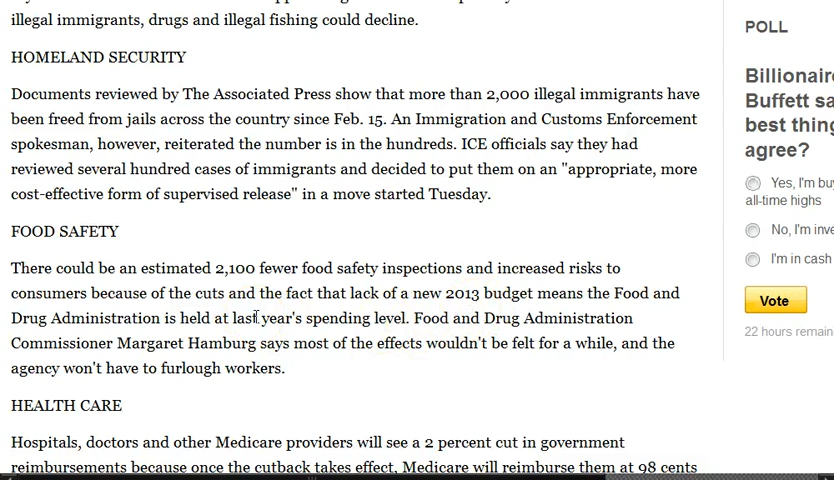 illegal immigrants, drugs and illegal fishing could decline.
HOMELAND SECURITY
Documents reviewed by The Associated Press show that more than 2,000 illegal immigrants have
been freed from jails across the country since Feb. 15. An Immigration and Customs Enforcement
spokesman, however, reiterated the number is in the hundreds. ICE officials say they had
reviewed several hundred cases of immigrants and decided to put them on an "appropriate, more
cost-effective form of supervised release" in a move started Tuesday.
FOOD SAFETY
There could be an estimated 2,100 fewer food safety inspections and increased risks to
consumers because of the cuts and the fact that lack of a new 2013 budget means the Food and
Drug Administration is held at last year's spending level. Food and Drug Administration
Commissioner Margaret Hamburg says most of the effects wouldn't be felt for a while, and the
agency won't have to furlough workers.
HEALTH CARE
Hospitals, doctors and other Medicare providers will see a 2 percent cut in government
reimbursements because once the cutback takes effect, Medicare will reimburse them at 98 cents
POLL
Billionair
Buffett sa
best thing
agree?
Yes, I'm bu
all-time highs
No, I'm inve
I'm in cash
Vote
22 hours remain